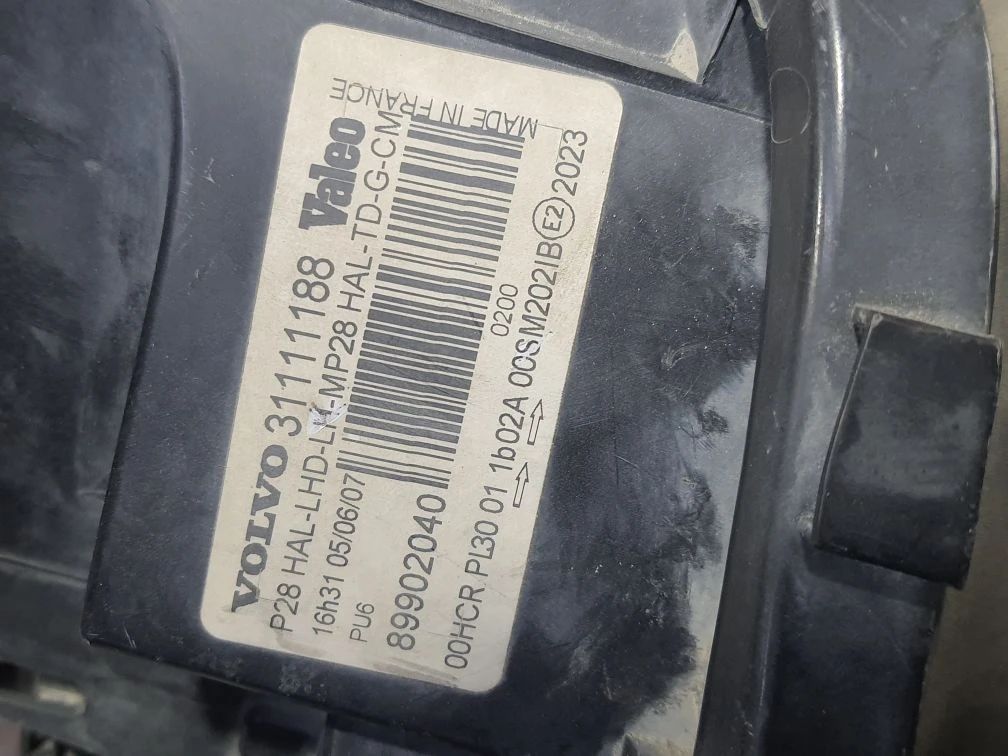 VOLVO 31111188 Valeo
P28 HAL-LHD-LH-MP28 HAL-TD-G-CM
16h31 05/06/07
MADE IN FRANCE
PU6
89902040
0200
00HCR PL30 01 1b02A 00SM202IB E2 2023